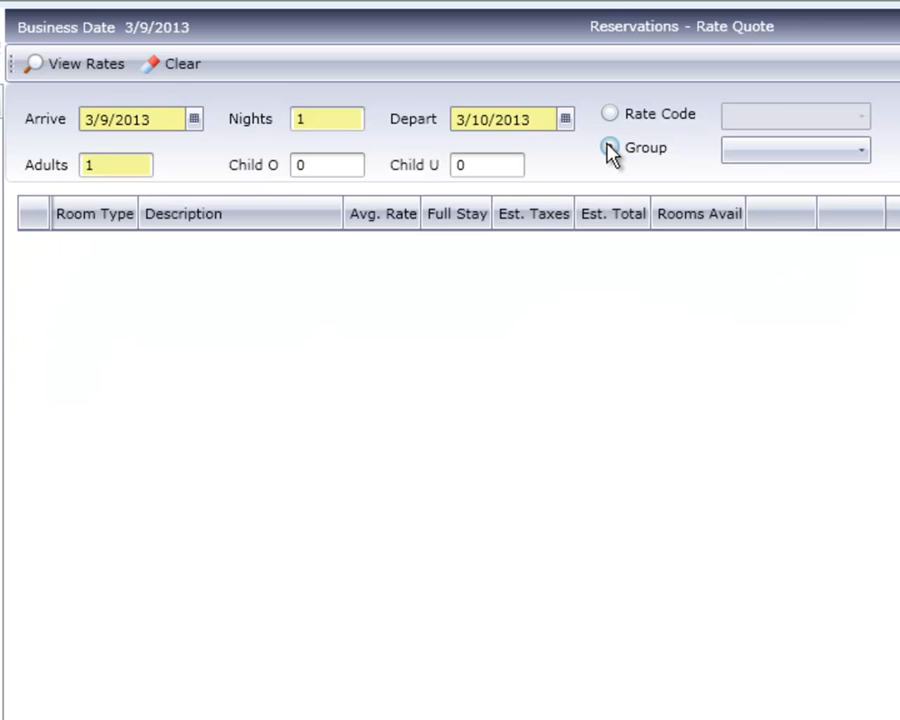 Business Date 3/9/2013 Reservations - Rate Quote
View Rates Clear
Arrive 3/9/2013 Nights 1 Depart 3/10/2013 Rate Code
Group
Adults 1 Child O 0 Child U 0
Room Type Description Avg. Rate Full Stay Est. Taxes Est. Total Rooms Avail